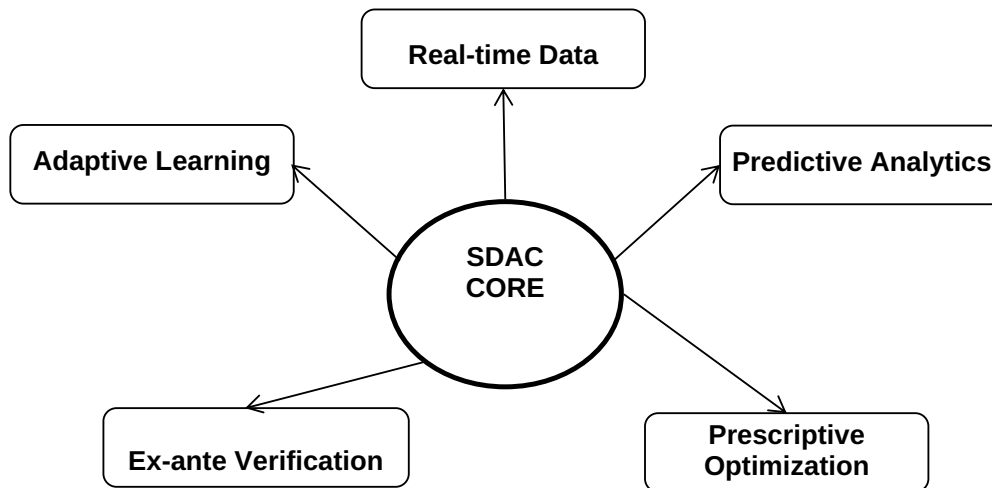 Real-time Data
Adaptive Learning
Predictive Analytics
SDAC
CORE
Ex-ante Verification
Prescriptive
Optimization